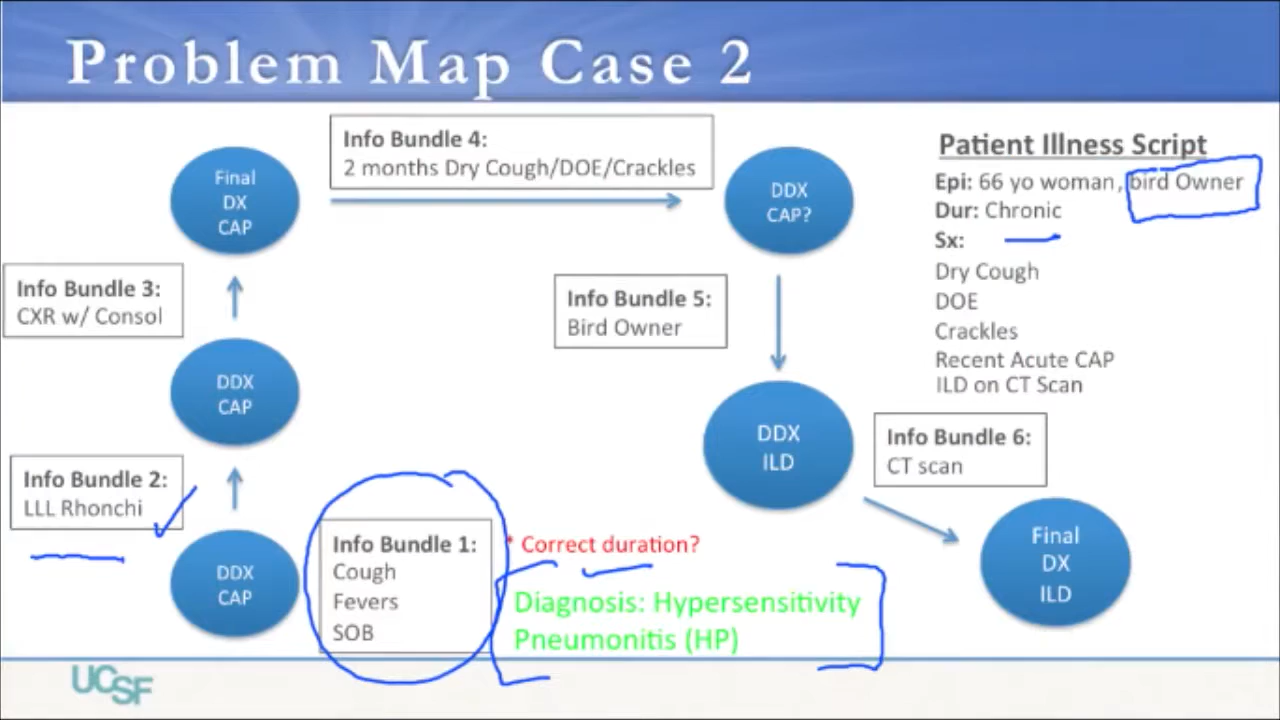 Problem Map Case 2
Info Bundle 4:
2 months Dry Cough/DOE/Crackles
Final
DX
CAP
DDX
CAP?
Patient Illness Script
Epi: 66 yo woman, bird Owner
Dur: Chronic
Sx:
Dry Cough
DOE
Crackles
Recent Acute CAP
ILD on CT Scan
Info Bundle 3:
CXR w/ Consol
Info Bundle 5:
Bird Owner
DDX
CAP
DDX
ILD
Info Bundle 6:
CT scan
Info Bundle 2:
LLL Rhonchi
Final
DX
ILD
DDX
CAP
Info Bundle 1:
Cough
Fevers
SOB
* Correct duration?
Diagnosis: Hypersensitivity
Pneumonitis (HP)
UCSF